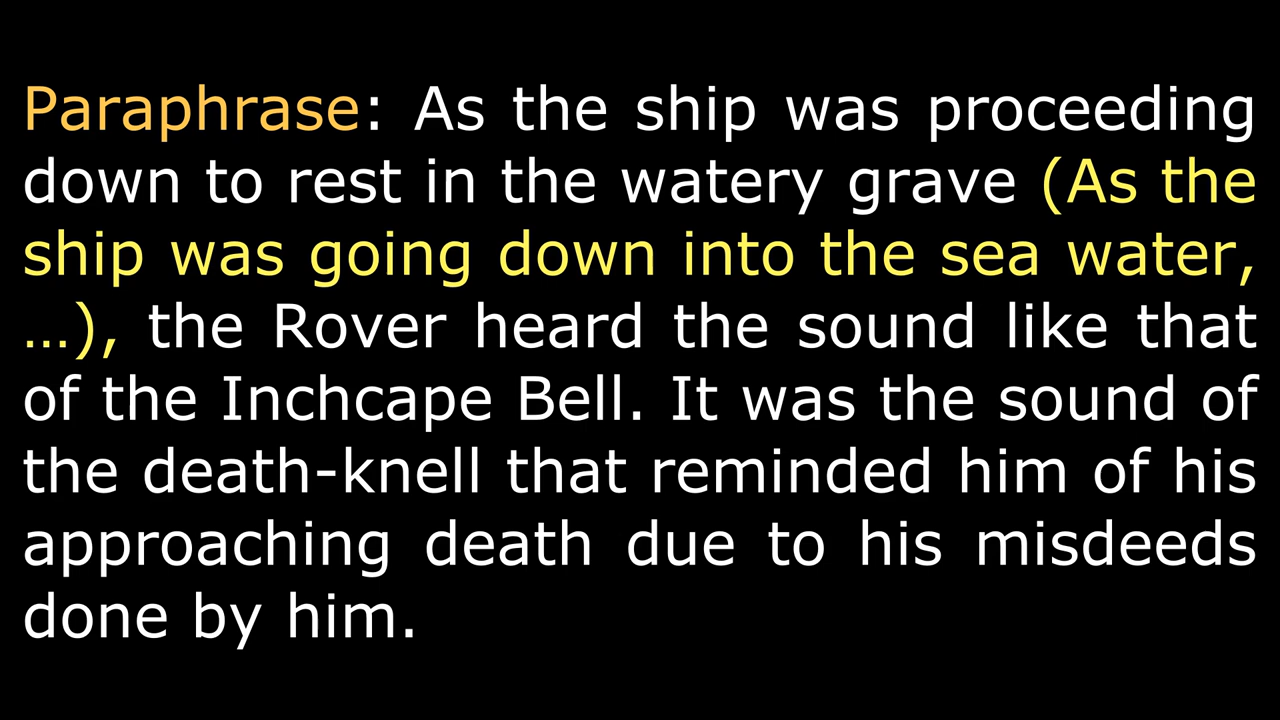 Paraphrase: As the ship was proceeding
down to rest in the watery grave (As the
ship was going down into the sea water,
…), the Rover heard the sound like that
of the Inchcape Bell. It was the sound of
the death-knell that reminded him of his
approaching death due to his misdeeds
done by him.